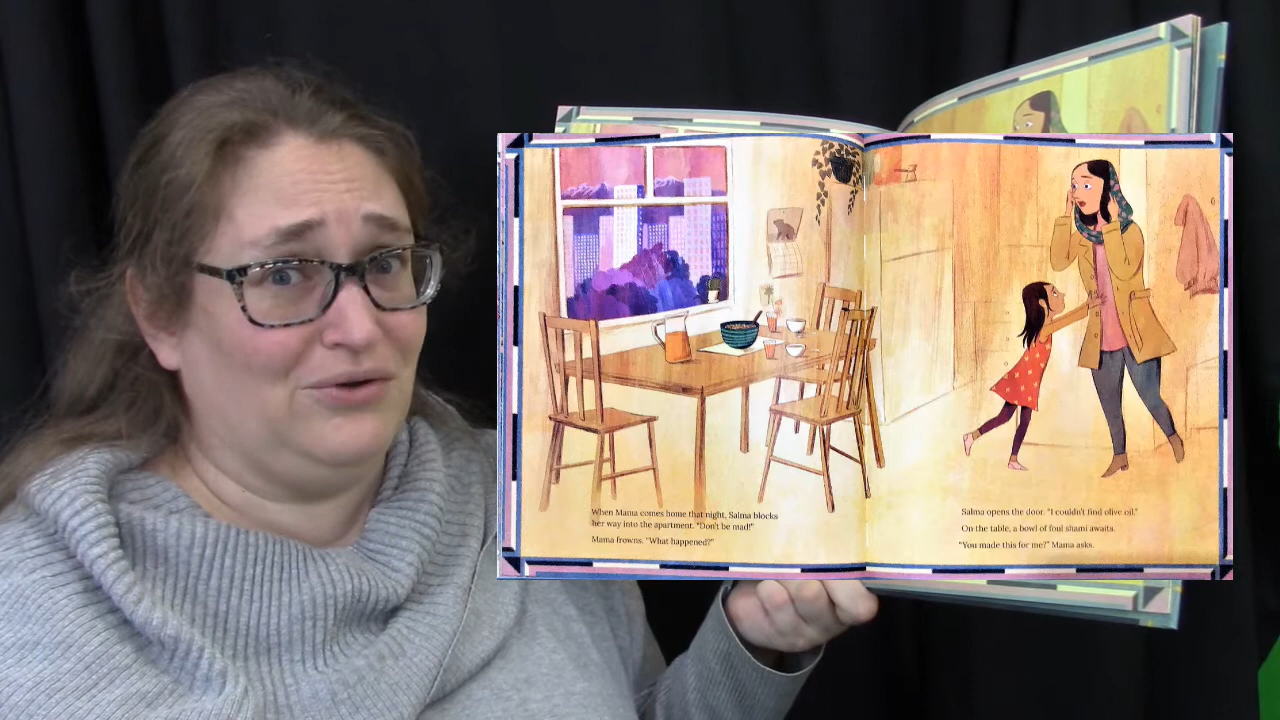 When Mama comes home that night, Salma blocks
her way into the apartment. "Don't be mad!"
Mama frowns. "What happened?"
Salma opens the door. "I couldn't find olive oil."
On the table, a bowl of foul shami awaits.
"You made this for me?" Mama asks.